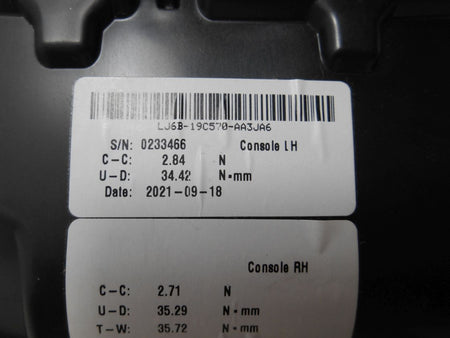 LJ6B-19C570-AA3JA6
S/N: 0233466 Console LH
C-C: 2.84 N
U-D: 34.42 N·mm
Date: 2021-09-18
Console RH
C-C: 2.71 N
U-D: 35.29 N·mm
T-W: 35.72 N·mm